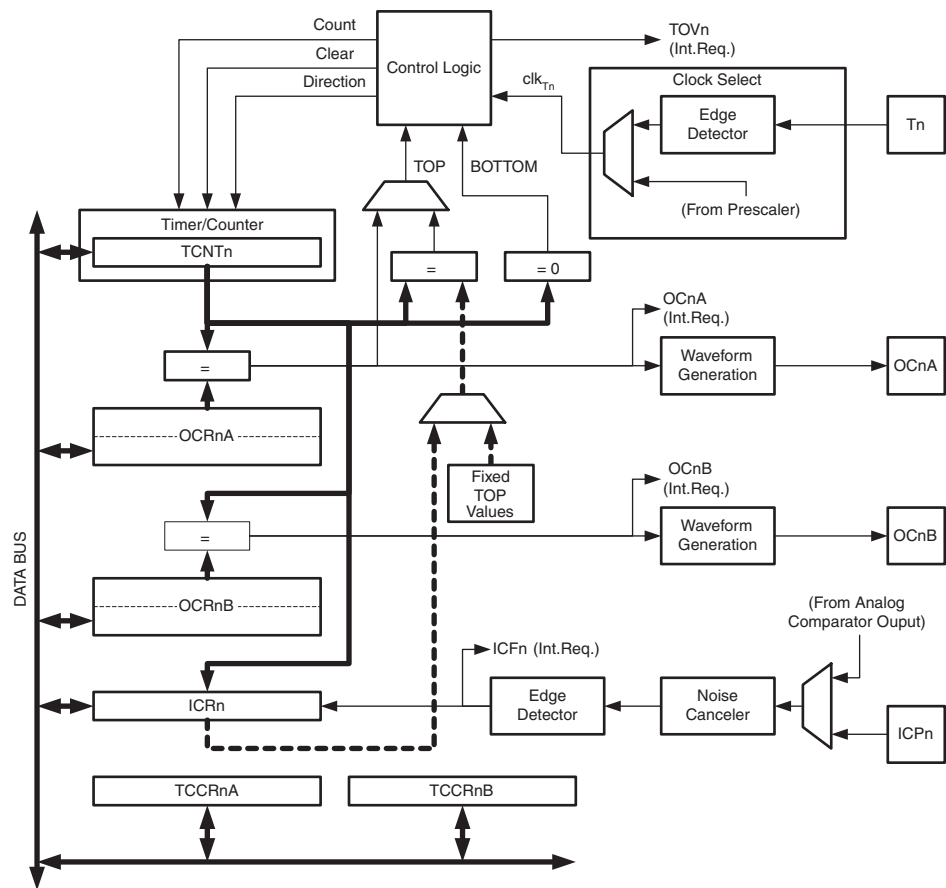 Count
Clear
Direction
Control Logic
TOVn
(Int.Req.)
clkTn
Clock Select
Edge
Detector
Tn
(From Prescaler)
TOP
BOTTOM
Timer/Counter
TCNTn
=
= 0
OCnA
(Int.Req.)
=
Waveform
Generation
OCnA
OCRnA
Fixed
TOP
Values
OCnB
(Int.Req.)
=
Waveform
Generation
OCnB
DATA BUS
OCRnB
(From Analog
Comparator Ouput)
ICFn (Int.Req.)
ICRn
Edge
Detector
Noise
Canceler
ICPn
TCCRnA
TCCRnB